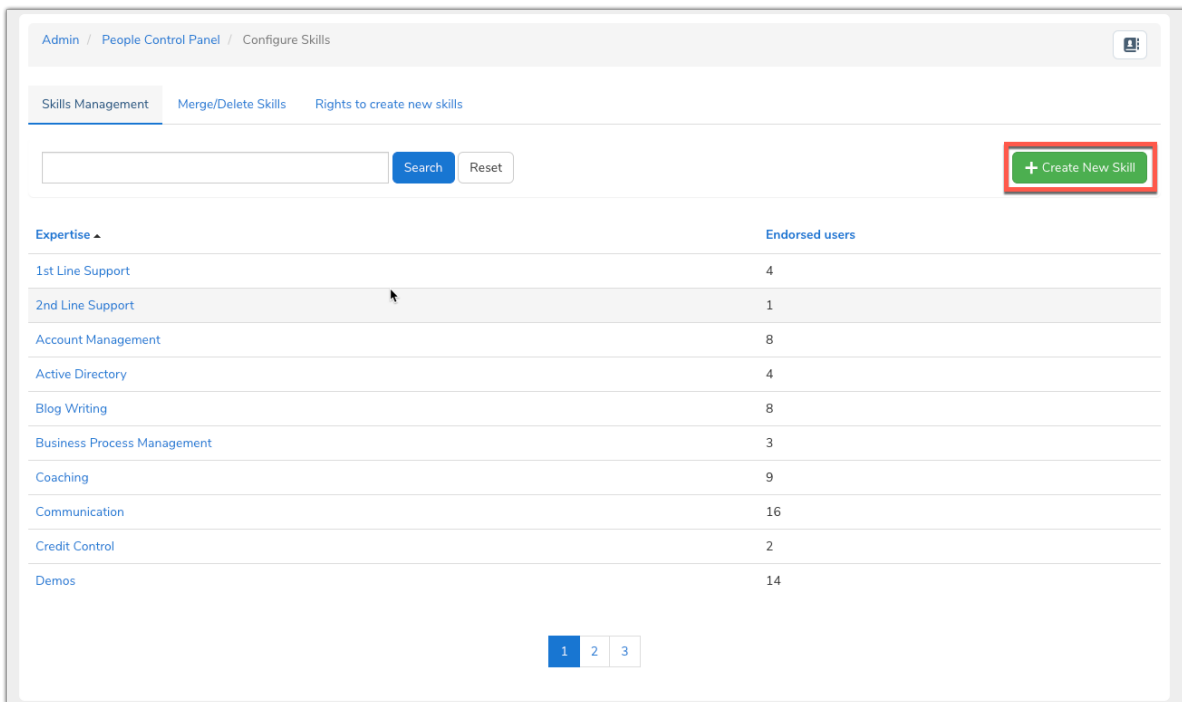 Admin / People Control Panel / Configure Skills
Skills Management Merge/Delete Skills Rights to create new skills
Search Reset + Create New Skill
Expertise Endorsed users
1st Line Support 4
2nd Line Support 1
Account Management 8
Active Directory 4
Blog Writing 8
Business Process Management 3
Coaching 9
Communication 16
Credit Control 2
Demos 14
1 2 3